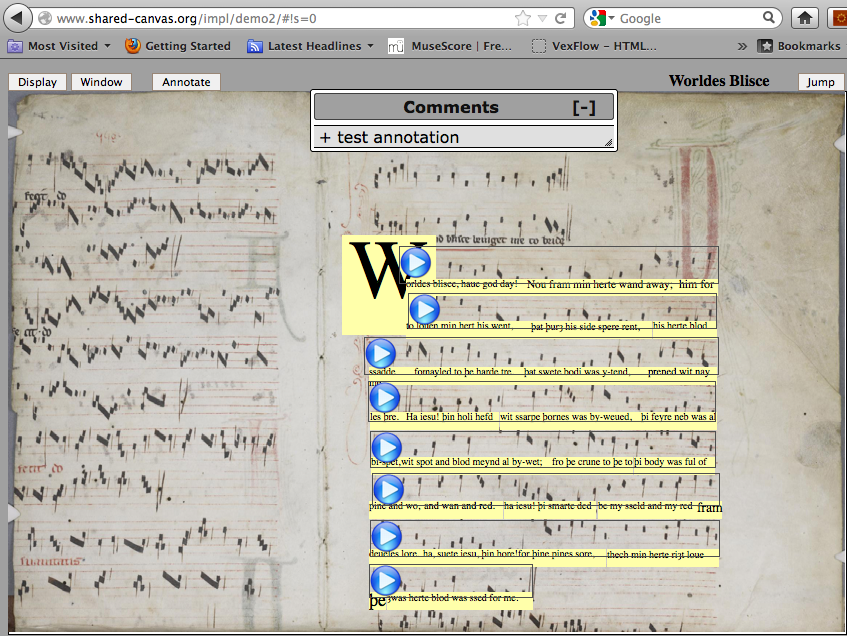 www.shared-canvas.org/impl/demo2/#!s=0
Google
Most Visited
Getting Started
Latest Headlines
MuseScore | Fre...
VexFlow – HTML...
»
Bookmarks
Display
Window
Annotate
Worldes Blisce
Jump
Comments [-]
+ test annotation
W
orldes blisce, haue god day! Nou fram min herte wand away, him for
to louen min hert his went, þat þurȝ his side spere rent, his herte blod
ssadde fornayled to þe harde tre þat swete bodi was y-tend, prened wit nay
les þre. Ha iesu! þin holi hefd wit ssarpe þornes was by-weued, þi feyre neb was al
bi-spet, wit spot and blod meynd al by-wet; fro þe crune to þe to þi body was ful of
pine and wo, and wan and red. ha iesu! þi smarte ded be my sseld and my red fram
deueles lore. ha, suete iesu, þin hore! for þine pines sore, thech min herte riȝt loue
þe was herte blod was ssed for me.